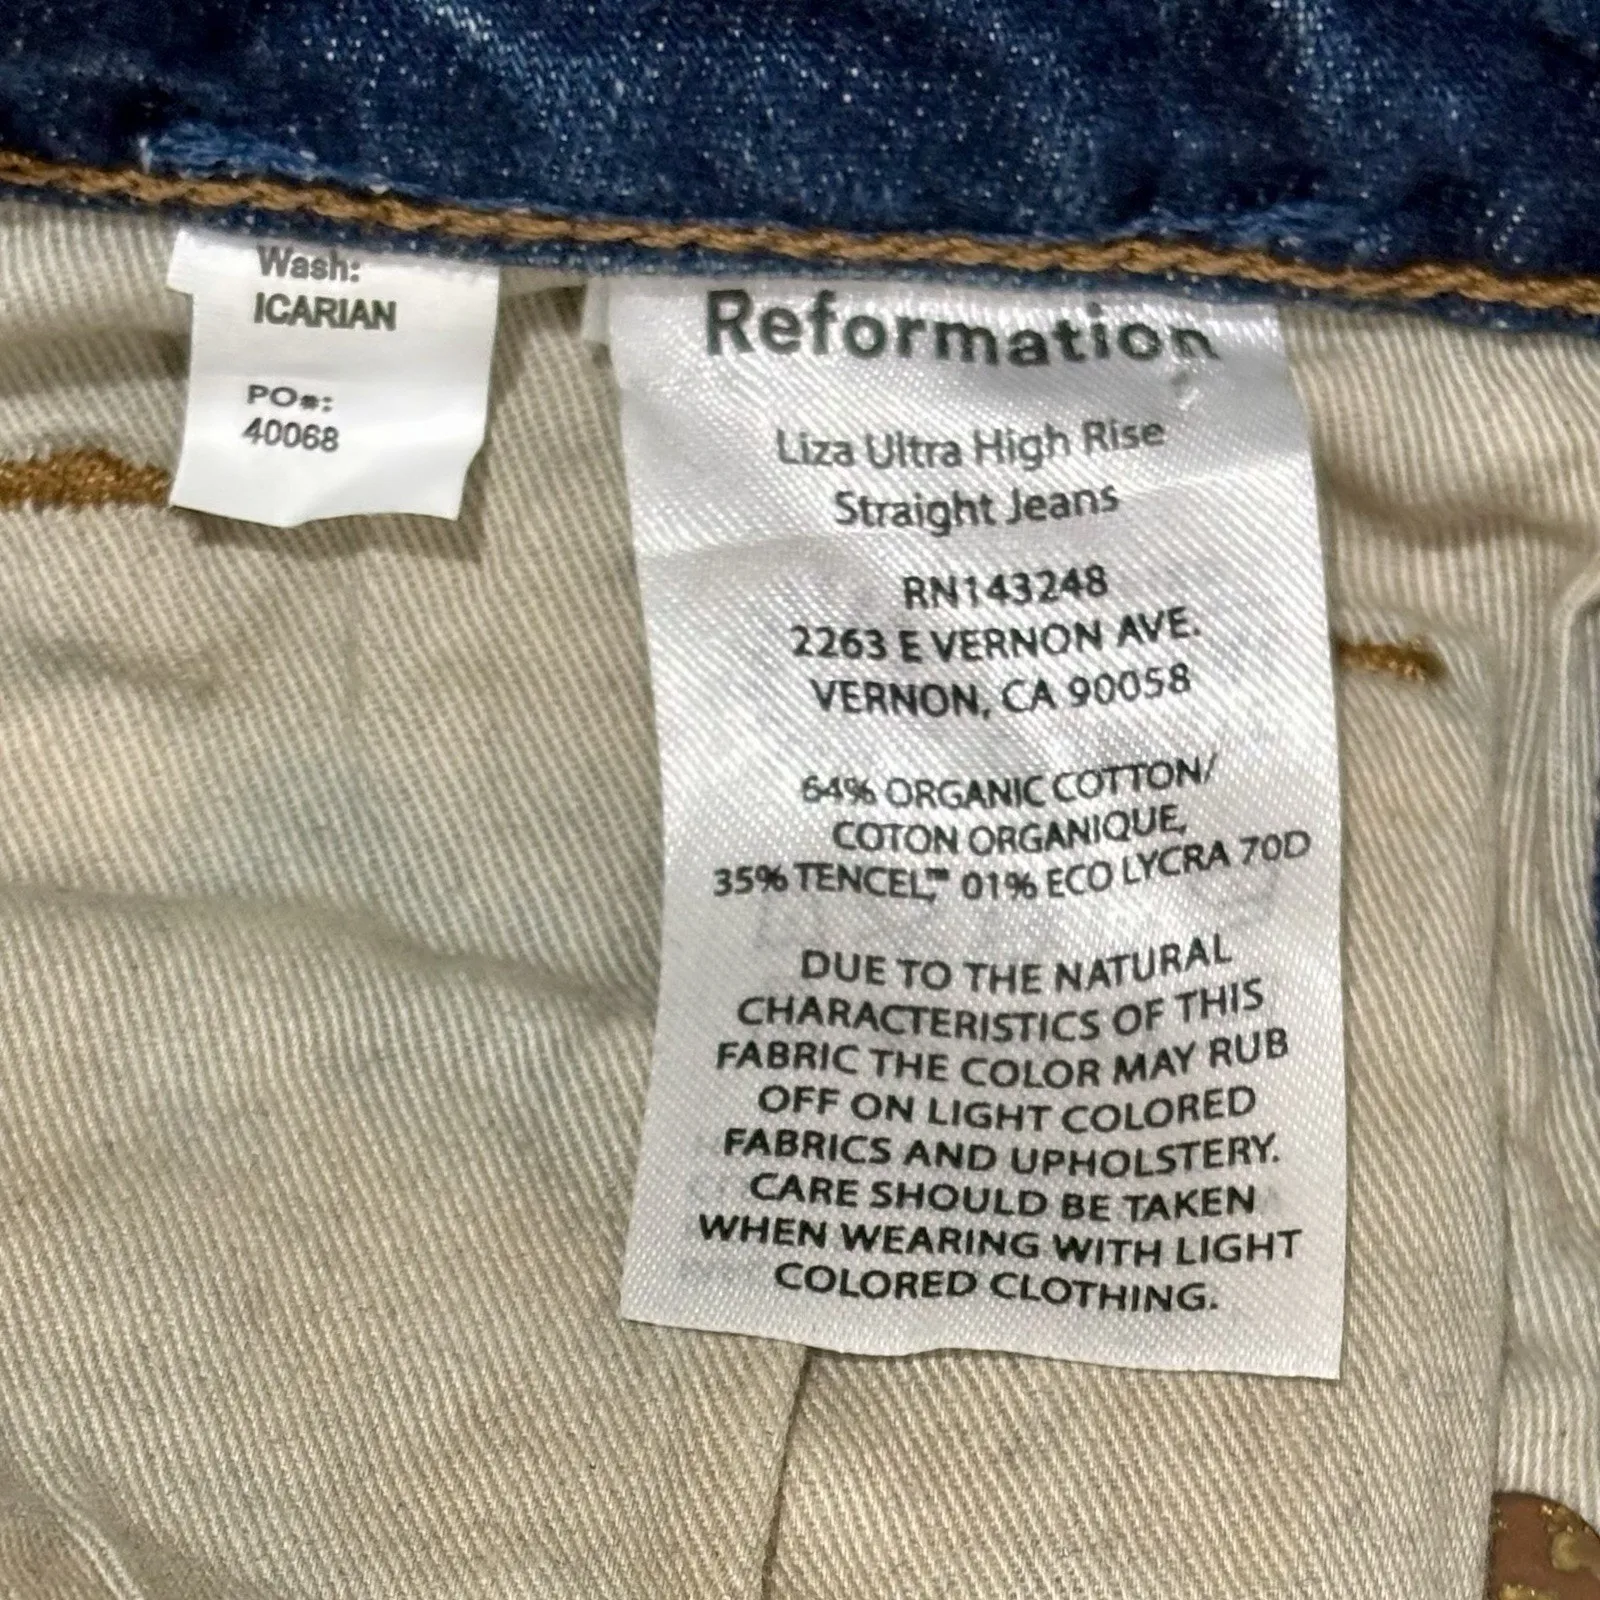 Wash:
ICARIAN
PO#:
40068
Reformation
Liza Ultra High Rise
Straight Jeans
RN143248
2263 E VERNON AVE.
VERNON, CA 90058
64% ORGANIC COTTON/
COTON ORGANIQUE,
35% TENCEL™, 01% ECO LYCRA 70D
DUE TO THE NATURAL
CHARACTERISTICS OF THIS
FABRIC THE COLOR MAY RUB
OFF ON LIGHT COLORED
FABRICS AND UPHOLSTERY.
CARE SHOULD BE TAKEN
WHEN WEARING WITH LIGHT
COLORED CLOTHING.